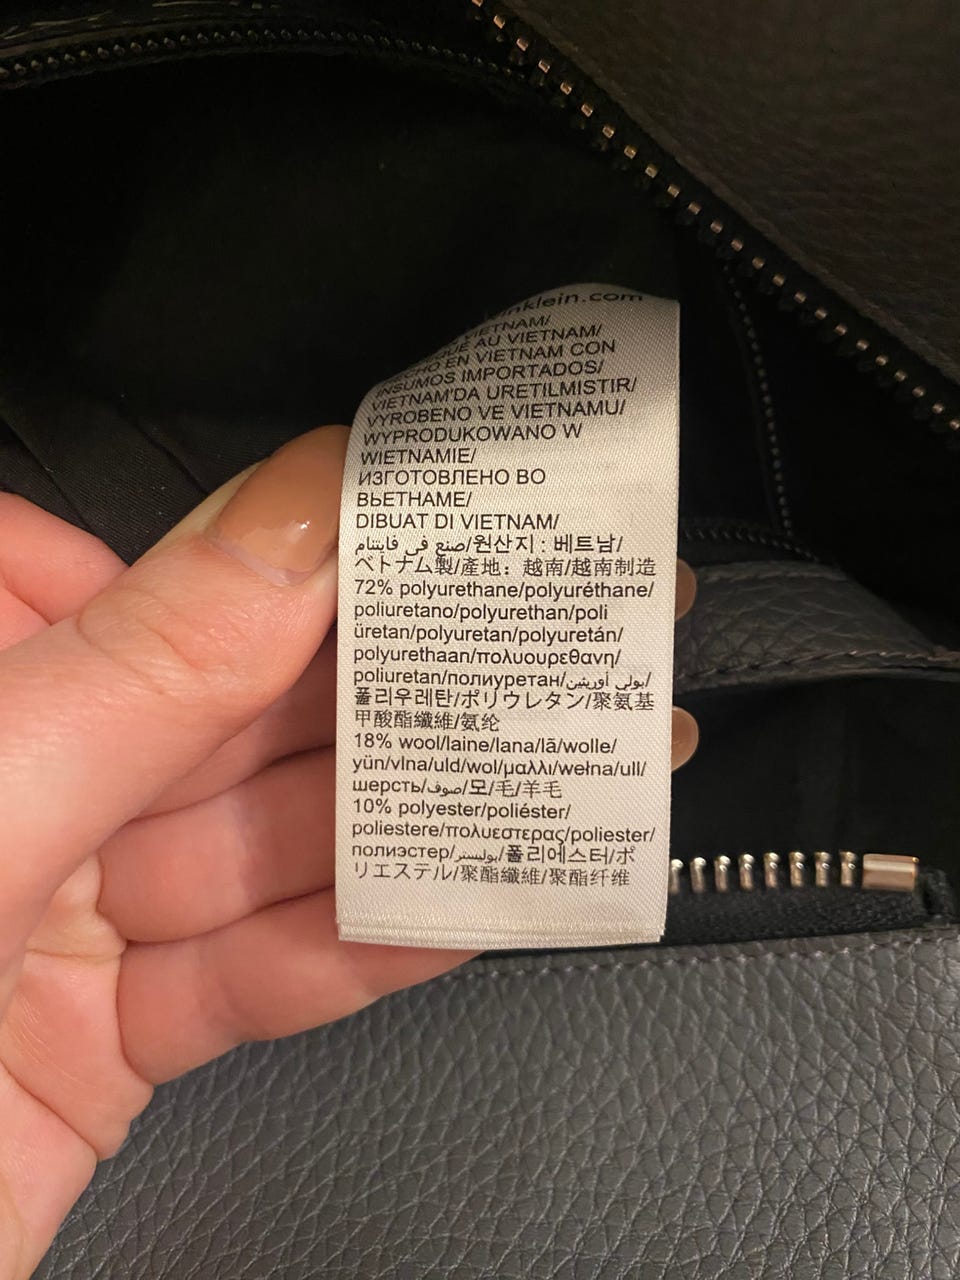 inklein.com
VIETNAM/
AU VIETNAM/
EN VIETNAM CON
INSUMOS IMPORTADOS/
VIETNAM'DA URETILMISTIR/
VYROBENO VE VIETNAMU/
WYPRODUKOWANO W
WIETNAMIE/
ИЗГОТОВЛЕНО ВО
ВЬЕТНАМЕ/
DIBUAT DI VIETNAM/
صنع في فايتنام/원산지 : 베트남/
ベトナム製/產地：越南/越南制造
72% polyurethane/polyuréthane/
poliuretano/polyurethan/poli
üretan/polyuretan/polyuretán/
polyurethaan/πολυουρεθανη/
poliuretan/полиуретан/بولي أوريثين/
폴리우레탄/ポリウレタン/聚氨基
甲酸酯纖維/氨纶
18% wool/laine/lana/lã/wolle/
yün/vlna/uld/wol/μαλλι/wełna/ull/
шерсть/صوف/모/毛/羊毛
10% polyester/poliéster/
poliestere/πολυεστερας/poliester/
полиэстер/بوليستر/폴리에스터/ポ
リエステル/聚酯纖維/聚酯纤维